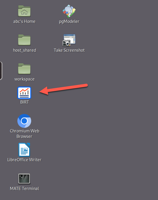 abc's Home
pgModeler
host_shared
Take Screenshot
workspace
BIRT
Chromium Web
Browser
LibreOffice Writer
MATE Terminal